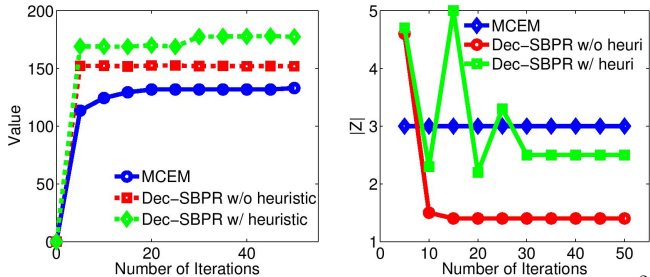 200
150
100
50
0
0
20
40
Value
Number of Iterations
MCEM
Dec-SBPR w/o heuristic
Dec-SBPR w/ heuristic
5
4
3
2
1
0
10
20
30
40
50
|Z|
Number of Iterations
MCEM
Dec-SBPR w/o heuri
Dec-SBPR w/ heuri